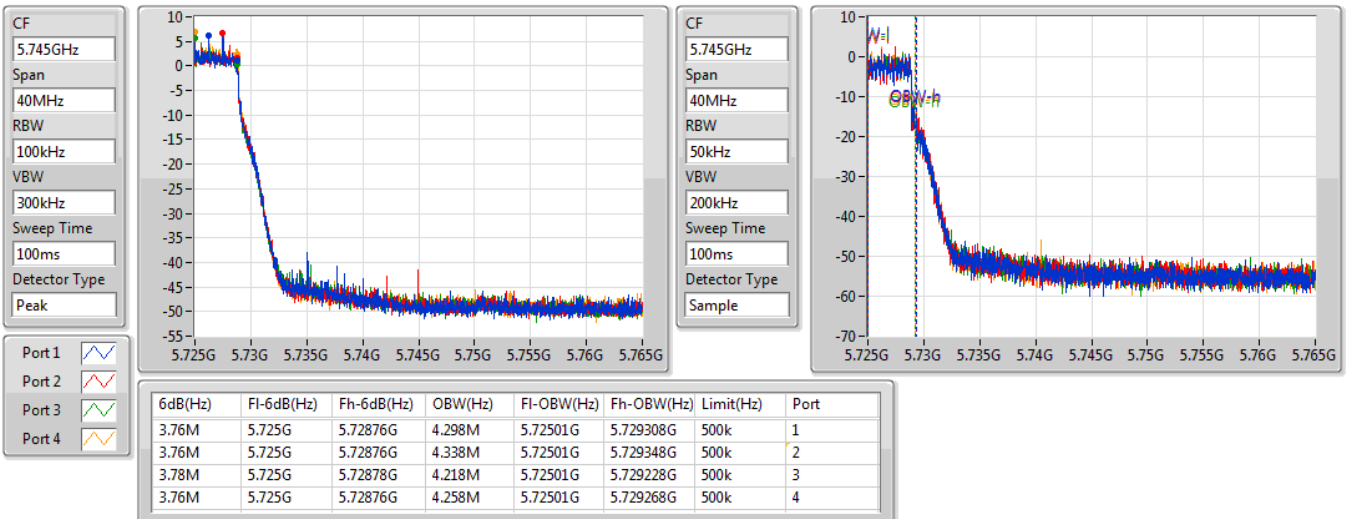 CF
5.745GHz
Span
40MHz
RBW
100kHz
VBW
300kHz
Sweep Time
100ms
Detector Type
Peak
Port 1
Port 2
Port 3
Port 4
10
5
0
-5
-10
-15
-20
-25
-30
-35
-40
-45
-50
-55
5.725G 5.73G 5.735G 5.74G 5.745G 5.75G 5.755G 5.76G 5.765G
CF
5.745GHz
Span
40MHz
RBW
50kHz
VBW
200kHz
Sweep Time
100ms
Detector Type
Sample
10
0
-10
-20
-30
-40
-50
-60
-70
OBW-h
5.725G 5.73G 5.735G 5.74G 5.745G 5.75G 5.755G 5.76G 5.765G
6dB(Hz) Fl-6dB(Hz) Fh-6dB(Hz) OBW(Hz) Fl-OBW(Hz) Fh-OBW(Hz) Limit(Hz) Port
3.76M 5.725G 5.72876G 4.298M 5.72501G 5.729308G 500k 1
3.76M 5.725G 5.72876G 4.338M 5.72501G 5.729348G 500k 2
3.78M 5.725G 5.72878G 4.218M 5.72501G 5.729228G 500k 3
3.76M 5.725G 5.72876G 4.258M 5.72501G 5.729268G 500k 4